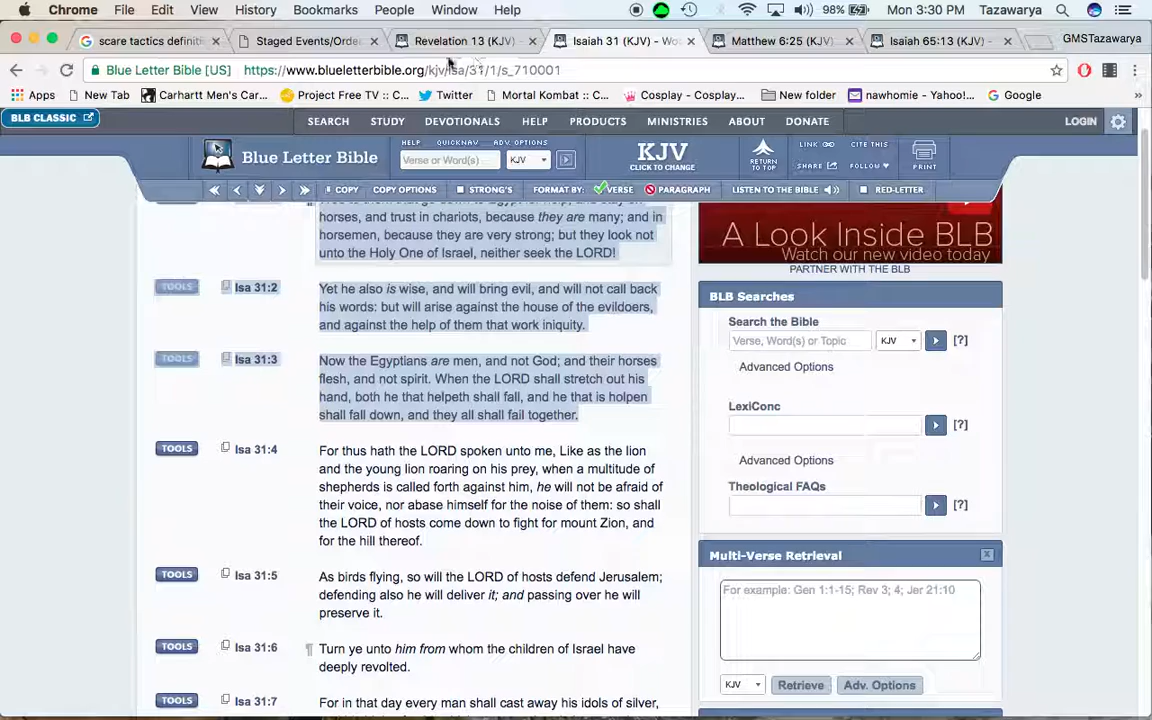 Chrome File Edit View History Bookmarks People Window Help 98% Mon 3:30 PM Tazawarya
scare tactics definiti × Staged Events/Orde × Revelation 13 (KJV) × Isaiah 31 (KJV) - Wo × Matthew 6:25 (KJV) × Isaiah 65:13 (KJV) - × GMSTazawarya
Blue Letter Bible [US] https://www.blueletterbible.org/kjv/isa/31/1/s_710001
Apps New Tab Carhartt Men's Car... Project Free TV :: C... Twitter Mortal Kombat :: C... Cosplay - Cosplay... New folder nawhomie - Yahoo!... Google »
BLB CLASSIC SEARCH STUDY DEVOTIONALS HELP PRODUCTS MINISTRIES ABOUT DONATE LOGIN
HELP QUICKNAV ADV. OPTIONS
Blue Letter Bible Verse or Word(s) KJV
KJV
CLICK TO CHANGE
RETURN
TO TOP
LINK CITE THIS
SHARE FOLLOW
PRINT
COPY COPY OPTIONS STRONG'S FORMAT BY: VERSE PARAGRAPH LISTEN TO THE BIBLE RED-LETTER
horses, and trust in chariots, because they are many; and in
horsemen, because they are very strong; but they look not
unto the Holy One of Israel, neither seek the LORD!
TOOLS Isa 31:2 Yet he also is wise, and will bring evil, and will not call back
his words: but will arise against the house of the evildoers,
and against the help of them that work iniquity.
TOOLS Isa 31:3 Now the Egyptians are men, and not God; and their horses
flesh, and not spirit. When the LORD shall stretch out his
hand, both he that helpeth shall fall, and he that is holpen
shall fall down, and they all shall fail together.
TOOLS Isa 31:4 For thus hath the LORD spoken unto me, Like as the lion
and the young lion roaring on his prey, when a multitude of
shepherds is called forth against him, he will not be afraid of
their voice, nor abase himself for the noise of them: so shall
the LORD of hosts come down to fight for mount Zion, and
for the hill thereof.
TOOLS Isa 31:5 As birds flying, so will the LORD of hosts defend Jerusalem;
defending also he will deliver it; and passing over he will
preserve it.
TOOLS Isa 31:6 ¶ Turn ye unto him from whom the children of Israel have
deeply revolted.
TOOLS Isa 31:7 For in that day every man shall cast away his idols of silver,
A Look Inside BLB
Watch our new video today
PARTNER WITH THE BLB
BLB Searches
Search the Bible
Verse, Word(s) or Topic KJV [?]
Advanced Options
LexiConc
[?]
Advanced Options
Theological FAQs
[?]
Multi-Verse Retrieval
For example: Gen 1:1-15; Rev 3; 4; Jer 21:10
KJV Retrieve Adv. Options